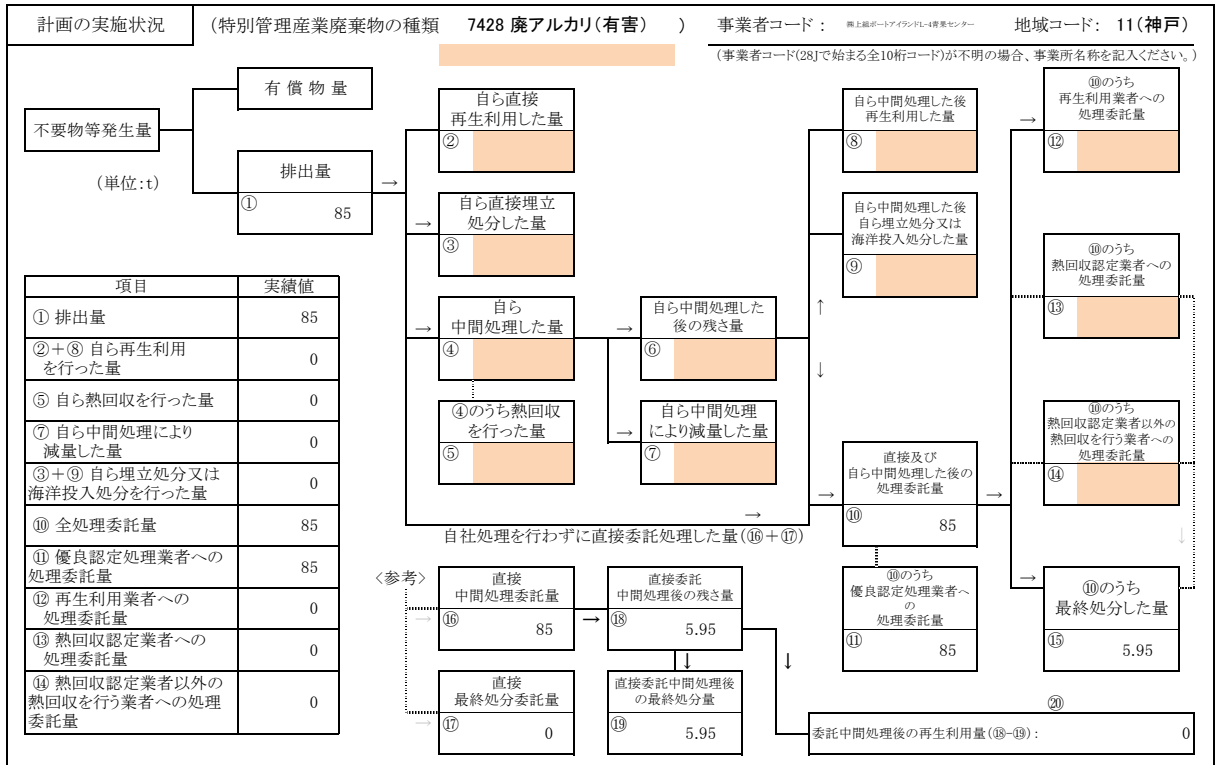 計画の実施状況
(特別管理産業廃棄物の種類 7428 廃アルカリ(有害) )
事業者コード: ㈱上組ポートアイランドL-4青果センター
地域コード: 11(神戸)
(事業者コード(28Jで始まる全10桁コード)が不明の場合、事業所名称を記入ください。)
不要物等発生量
(単位:t)
有償物量
排出量
① 85
→
自ら直接
再生利用した量
②
→
自ら直接埋立
処分した量
③
→
自ら
中間処理した量
④
④のうち熱回収
を行った量
⑤
→
自ら中間処理した
後の残さ量
⑥
→
自ら中間処理
により減量した量
⑦
自ら中間処理した後
再生利用した量
⑧
自ら中間処理した後
自ら埋立処分又は
海洋投入処分した量
⑨
↑
↓
→
自社処理を行わずに直接委託処理した量(⑯+⑰)
→
直接及び
自ら中間処理した後の
処理委託量
⑩ 85
⑩のうち
優良認定処理業者へ
の
処理委託量
⑪ 85
→
→
⑩のうち
再生利用業者への
処理委託量
⑫
⑩のうち
熱回収認定業者への
処理委託量
⑬
⑩のうち
熱回収認定業者以外の
熱回収を行う業者への
処理委託量
⑭
↓
→
⑩のうち
最終処分した量
⑮ 5.95
項目 実績値
① 排出量 85
②+⑧ 自ら再生利用
を行った量 0
⑤ 自ら熱回収を行った量 0
⑦ 自ら中間処理により
減量した量 0
③+⑨ 自ら埋立処分又は
海洋投入処分を行った量 0
⑩ 全処理委託量 85
⑪ 優良認定処理業者への
処理委託量 85
⑫ 再生利用業者への
処理委託量 0
⑬ 熱回収認定業者への
処理委託量 0
⑭ 熱回収認定業者以外の
熱回収を行う業者への処理
委託量 0
<参考>
→
直接
中間処理委託量
⑯ 85
→
直接委託
中間処理後の残さ量
⑱ 5.95
→
直接
最終処分委託量
⑰ 0
↓
直接委託中間処理後
の最終処分量
⑲ 5.95
↓
⑳
委託中間処理後の再生利用量(⑱-⑲): 0